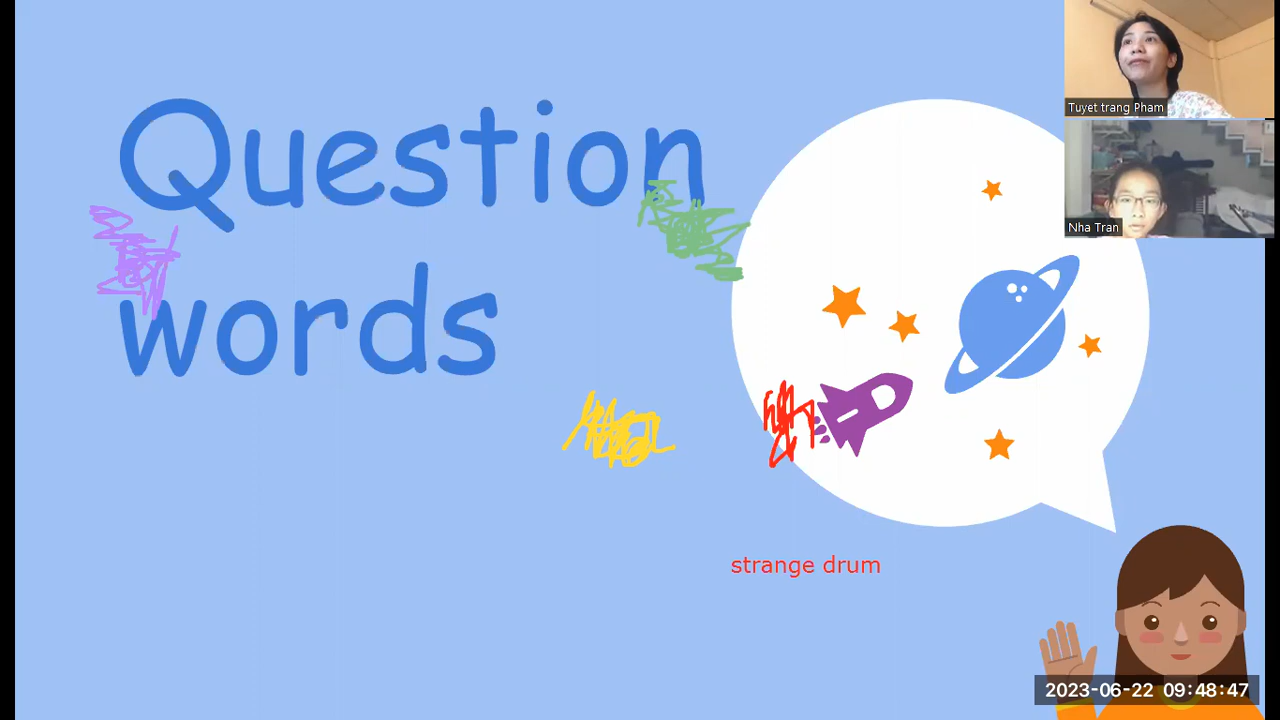 Question
words
strange drum
Tuyet trang Pham
Nha Tran
2023-06-22 09:48:47